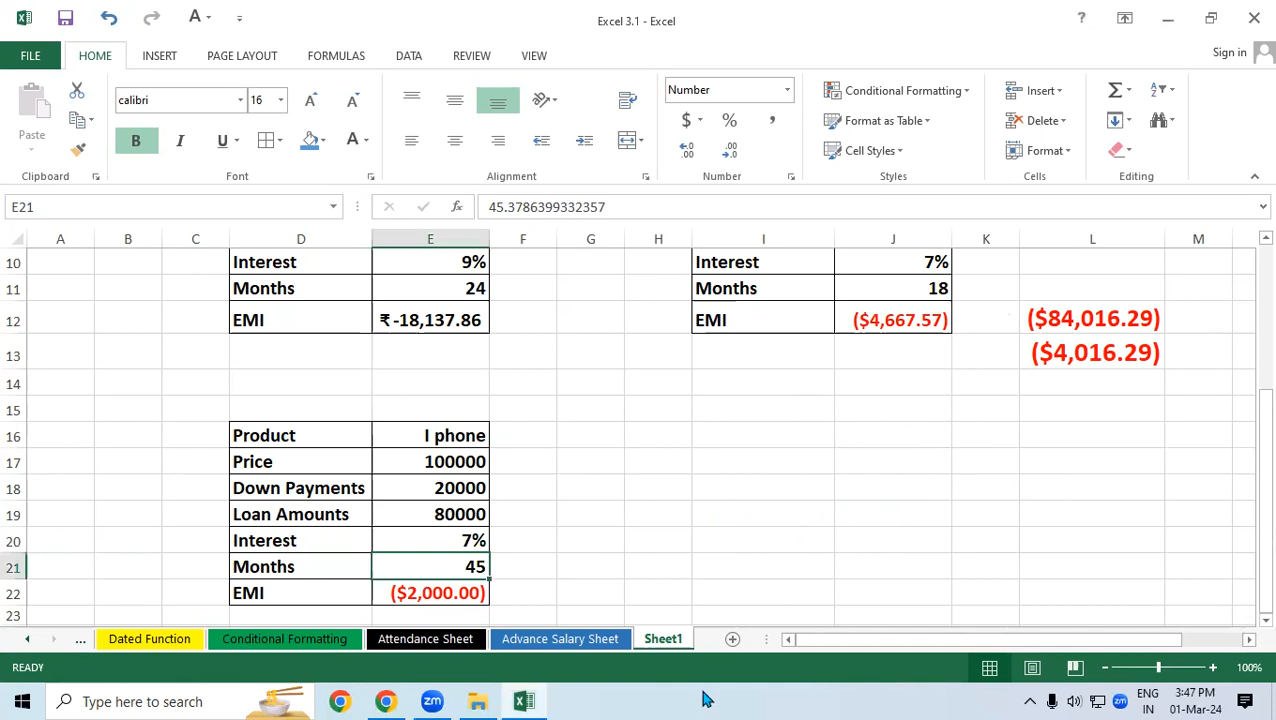 Excel 3.1 - Excel
A
?
FILE
HOME
INSERT
PAGE LAYOUT
FORMULAS
DATA
REVIEW
VIEW
Sign in
Paste
calibri
16
A A
B I U A
Number
$ % ,
Conditional Formatting
Format as Table
Cell Styles
Insert
Delete
Format
Clipboard
Font
Alignment
Number
Styles
Cells
Editing
E21
fx
45.3786399332357
A B C D E F G H I J K L M
10 Interest 9% Interest 7%
11 Months 24 Months 18
12 EMI ₹ -18,137.86 EMI ($4,667.57) ($84,016.29)
13 ($4,016.29)
14
15
16 Product I phone
17 Price 100000
18 Down Payments 20000
19 Loan Amounts 80000
20 Interest 7%
21 Months 45
22 EMI ($2,000.00)
23
... Dated Function Conditional Formatting Attendance Sheet Advance Salary Sheet Sheet1
READY
100%
Type here to search
zm
ENG
IN
3:47 PM
01-Mar-24